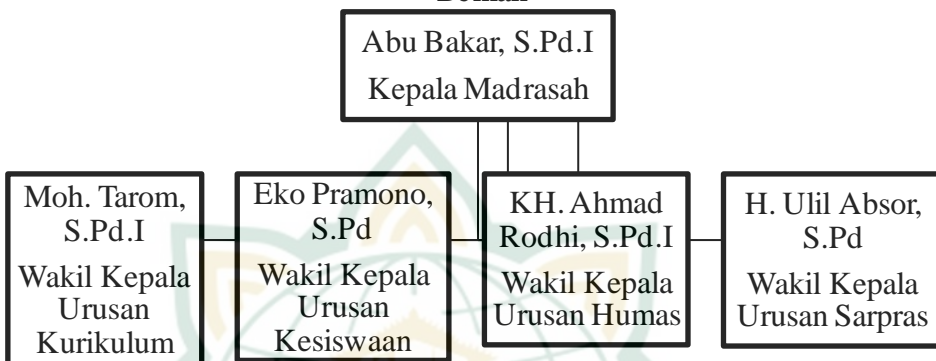 Abu Bakar, S.Pd.I
Kepala Madrasah
Moh. Tarom,
S.Pd.I
Wakil Kepala
Urusan
Kurikulum
Eko Pramono,
S.Pd
Wakil Kepala
Urusan
Kesiswaan
KH. Ahmad
Rodhi, S.Pd.I
Wakil Kepala
Urusan Humas
H. Ulil Absor,
S.Pd
Wakil Kepala
Urusan Sarpras